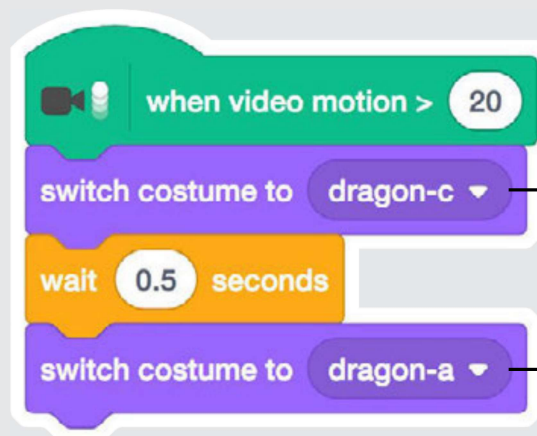 when video motion > 20
switch costume to dragon-c
wait 0.5 seconds
switch costume to dragon-a